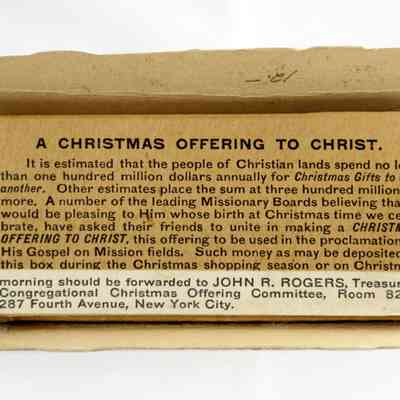 A CHRISTMAS OFFERING TO CHRIST.
It is estimated that the people of Christian lands spend no
than one hundred million dollars annually for Christmas Gifts to
another. Other estimates place the sum at three hundred million
more. A number of the leading Missionary Boards believing that
would be pleasing to Him whose birth at Christmas time we
brate, have asked their friends to unite in making a
OFFERING TO CHRIST, this offering to be used in the proclamation
His Gospel on Mission fields. Such money as may be deposited
this box during the Christmas shopping season or on
morning should be forwarded to JOHN R. ROGERS,
Congregational Christmas Offering Committee, Room
287 Fourth Avenue, New York City.